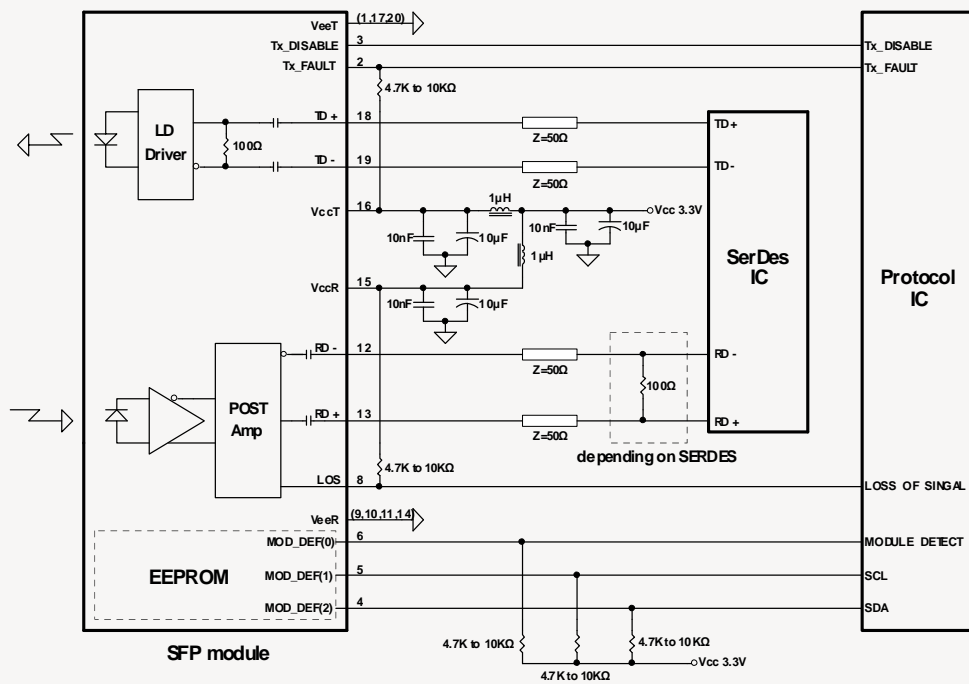 VeeT (1,17,20)
Tx_DISABLE 3 Tx_DISABLE
Tx_FAULT 2 Tx_FAULT
4.7K to 10KΩ
LD Driver
100Ω
TD+ 18 TD+
Z=50Ω
TD- 19 TD-
Z=50Ω
1μH
VccT 16 Vcc 3.3V
10nF 10μF 10nF 10μF
1μH
SerDes IC
Protocol IC
VccR 15
10nF 10μF
RD - 12 RD -
Z=50Ω
100Ω
POST Amp
RD + 13 RD +
Z=50Ω
depending on SERDES
4.7K to 10KΩ
LOS 8 LOSS OF SINGAL
VeeR (9,10,11,14)
MOD_DEF(0) 6 MODULE DETECT
EEPROM
MOD_DEF(1) 5 SCL
MOD_DEF(2) 4 SDA
4.7K to 10KΩ 4.7K to 10KΩ
SFP module
Vcc 3.3V
4.7K to 10KΩ